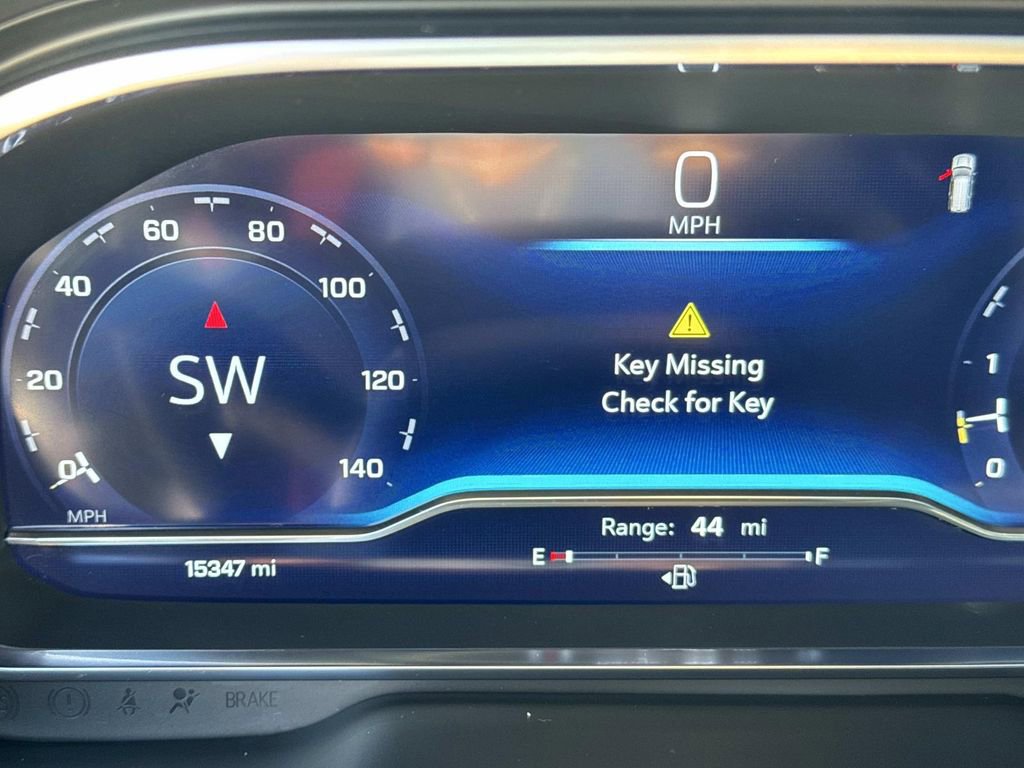 0
MPH
60 80
40 100
20 SW 120
0 140
MPH
Key Missing
Check for Key
1
0
Range: 44 mi
E F
15347 mi
BRAKE